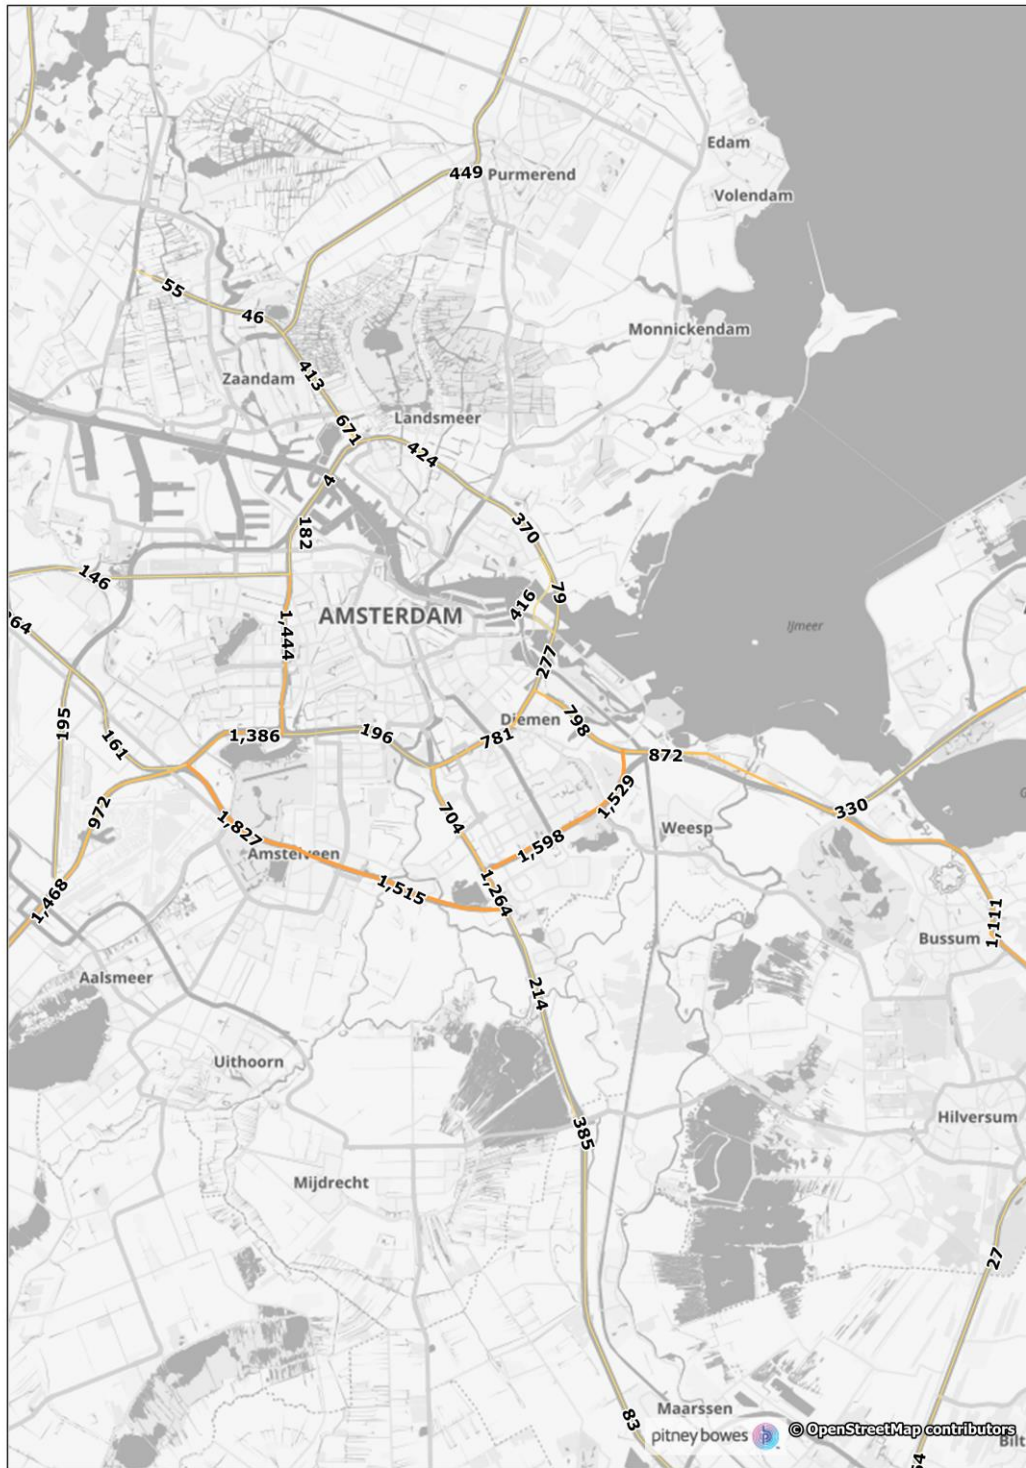 Edam
449
Purmerend
Volendam
55
46
Monnickendam
413
Zaandam
671
Landsmeer
424
4
182
370
146
79
416
AMSTERDAM
1,444
Ijmeer
277
195
161
1,386
196
Diemen
798
781
872
972
1,529
704
330
1,827
Weesp
1,598
Amstelveen
1,515
1,264
1,468
1,111
Bussum
Aalsmeer
214
Uithoorn
385
Hilversum
Mijdrecht
27
Maarssen
83
pitney bowes
© OpenStreetMap contributors